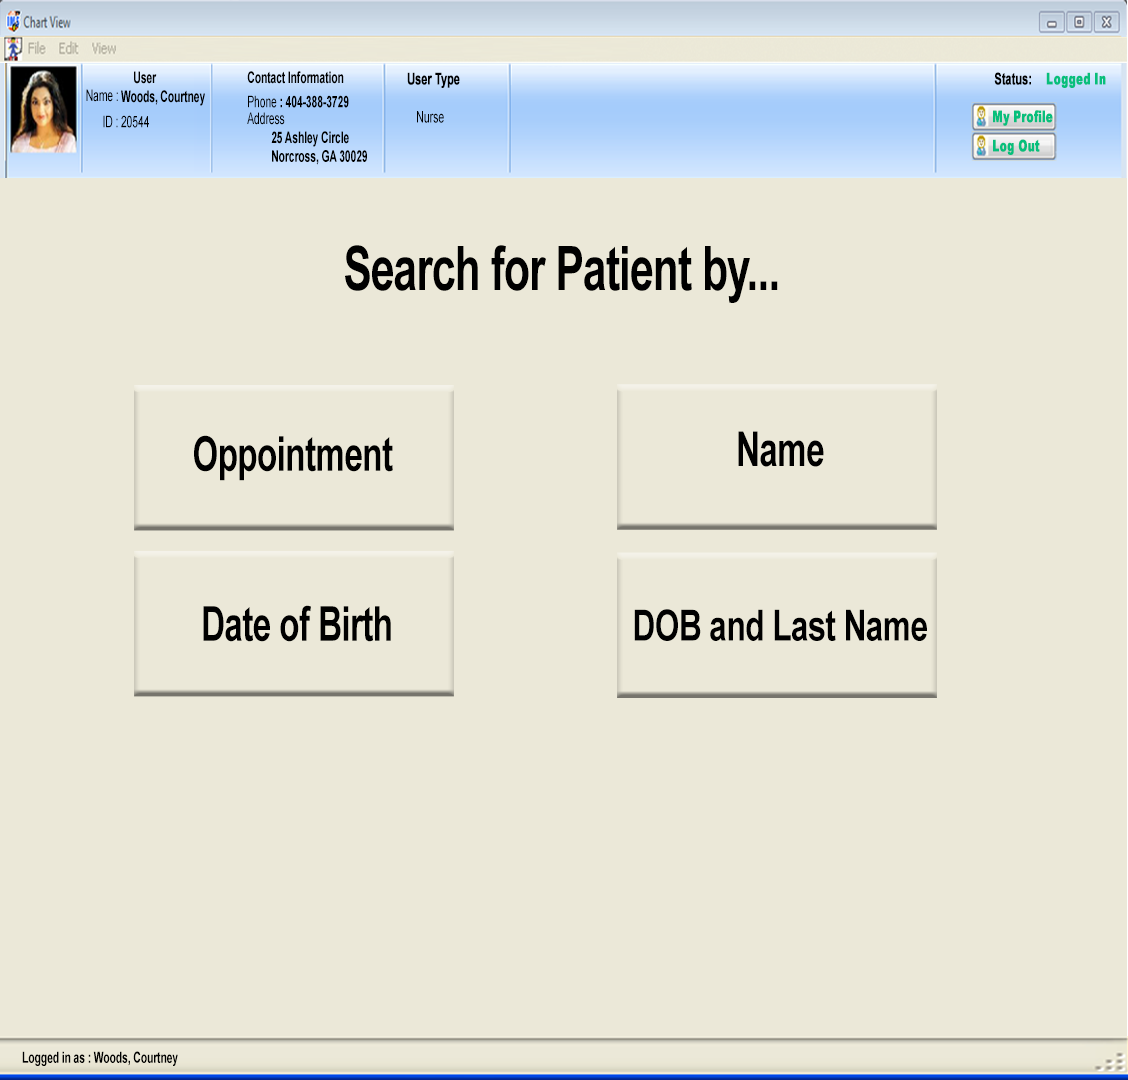 Chart View
File Edit View
User
Name : Woods, Courtney
ID : 20544
Contact Information
Phone : 404-388-3729
Address
25 Ashley Circle
Norcross, GA 30029
User Type
Nurse
Status: Logged In
My Profile
Log Out
Search for Patient by...
Oppointment
Name
Date of Birth
DOB and Last Name
Logged in as : Woods, Courtney